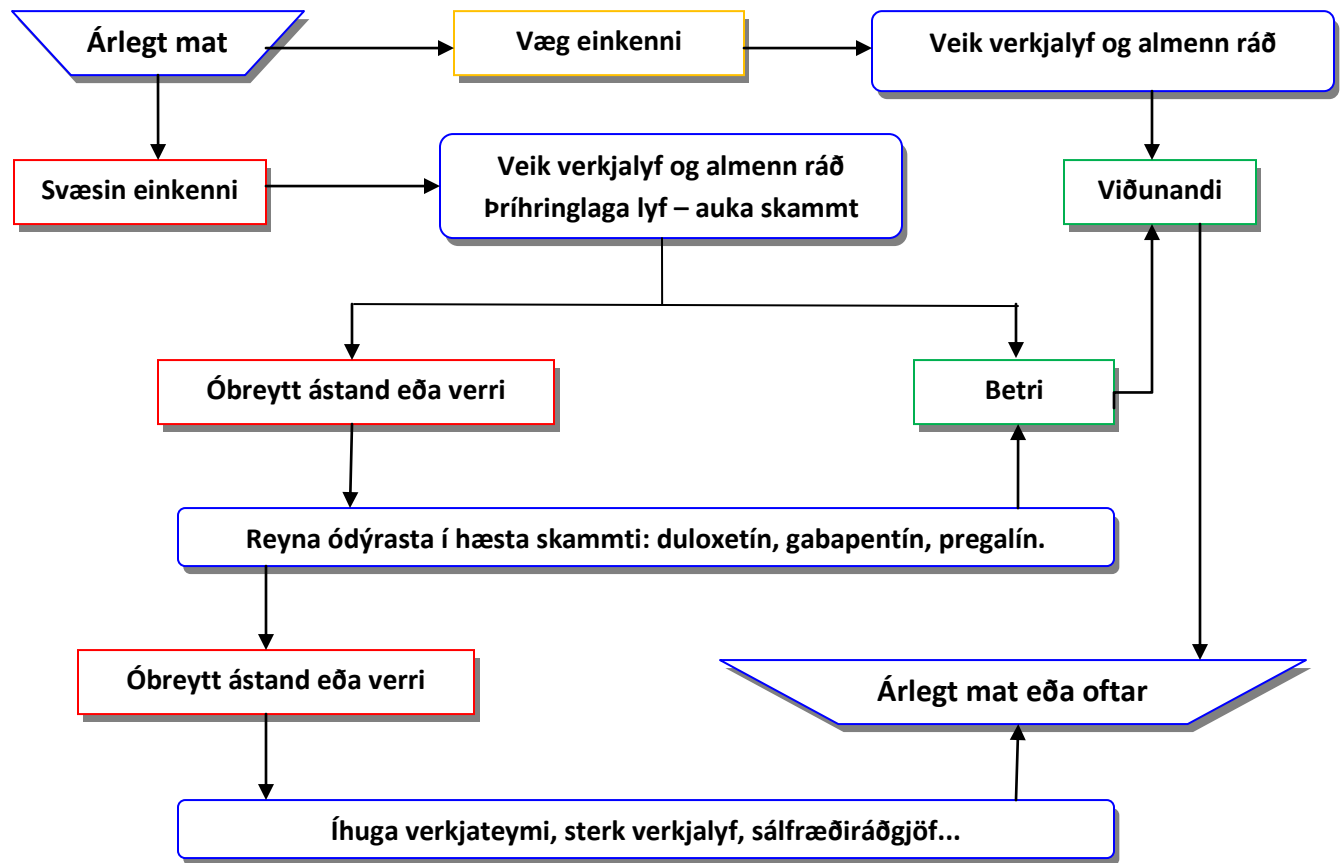 Árlegt mat
Væg einkenni
Veik verkjalyf og almenn ráð
Svæsin einkenni
Veik verkjalyf og almenn ráð
Þríhringlaga lyf – auka skammt
Viðunandi
Óbreytt ástand eða verri
Betri
Reyna ódýrasta í hæsta skammti: duloxetín, gabapentín, pregalín.
Óbreytt ástand eða verri
Árlegt mat eða oftar
Íhuga verkjateymi, sterk verkjalyf, sálfræðiráðgjöf...